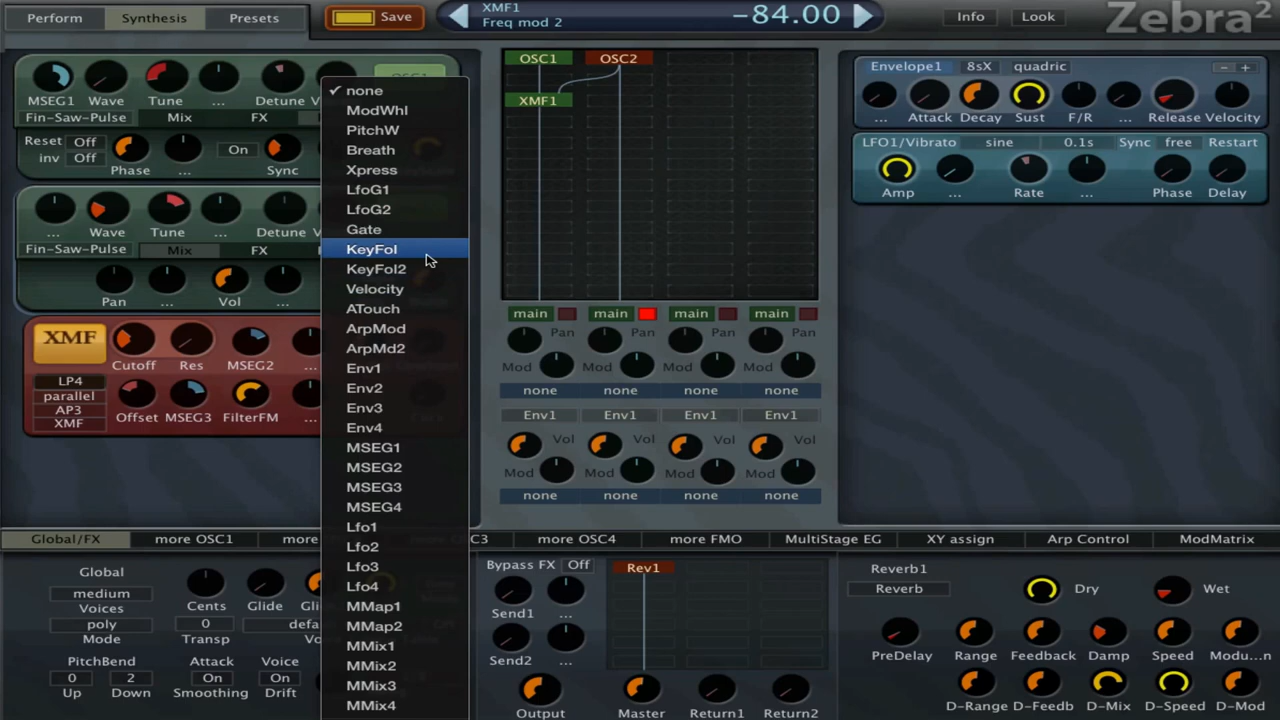 Perform
Synthesis
Presets
Save
XMF1
Freq mod 2
-84.00
Info
Look
Zebra²
MSEG1
Wave
Tune
...
Detune
V
Fin-Saw-Pulse
Mix
FX
Reset
Off
inv
Off
Phase
...
On
Sync
...
Wave
Tune
...
Detune
V
Fin-Saw-Pulse
Mix
FX
Pan
...
Vol
...
XMF
Cutoff
Res
MSEG2
...
LP4
parallel
AP3
XMF
Offset
MSEG3
FilterFM
...
✓ none
ModWhl
PitchW
Breath
Xpress
LfoG1
LfoG2
Gate
KeyFol
KeyFol2
Velocity
ATouch
ArpMod
ArpMd2
Env1
Env2
Env3
Env4
MSEG1
MSEG2
MSEG3
MSEG4
Lfo1
Lfo2
Lfo3
Lfo4
MMap1
MMap2
MMix1
MMix2
MMix3
MMix4
OSC1
OSC2
XMF1
main
main
main
main
Pan
Pan
Pan
Pan
Mod
Mod
Mod
Mod
none
none
none
none
Env1
Env1
Env1
Env1
Vol
Vol
Vol
Vol
Mod
Mod
Mod
Mod
none
none
none
none
Envelope1
8sX
quadric
- +
...
Attack
Decay
Sust
F/R
...
Release
Velocity
LFO1/Vibrato
sine
0.1s
Sync
free
Restart
Amp
...
Rate
...
Phase
Delay
Global/FX
more OSC1
more
C3
more OSC4
more FMO
MultiStage EG
XY assign
Arp Control
ModMatrix
Global
medium
Voices
poly
Mode
PitchBend
0
2
Up
Down
Cents
Glide
Gli
0
defa
Transp
Vo
Attack
Voice
On
On
Smoothing
Drift
Bypass FX
Off
Send1
...
Send2
...
Output
Rev1
Master
Return1
Return2
Reverb1
Reverb
Dry
Wet
PreDelay
Range
Feedback
Damp
Speed
Modu...n
D-Range
D-Feedb
D-Mix
D-Speed
D-Mod